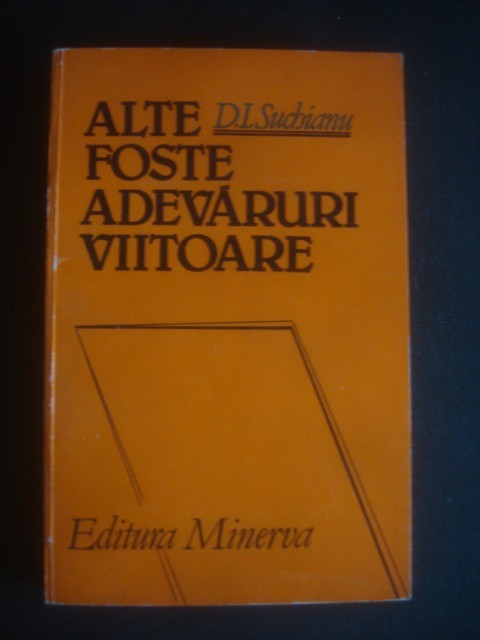 ALTE D.I.Suchianu
FOSTE
ADEVĂRURI
VIITOARE
Editura Minerva